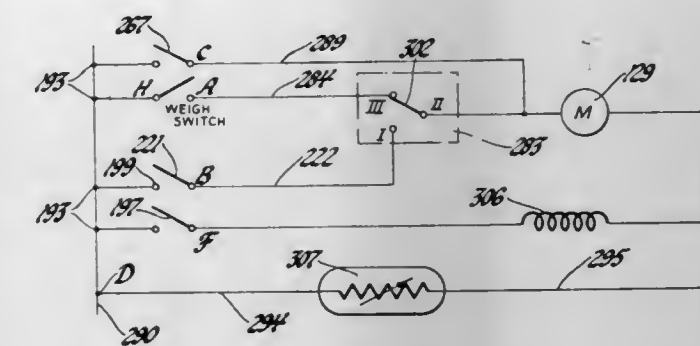 267
C
289
302
129
193
H
A
284
III
II
M
WEIGH
SWITCH
I
283
221
199
B
222
193
197
F
306
D
307
295
294
290